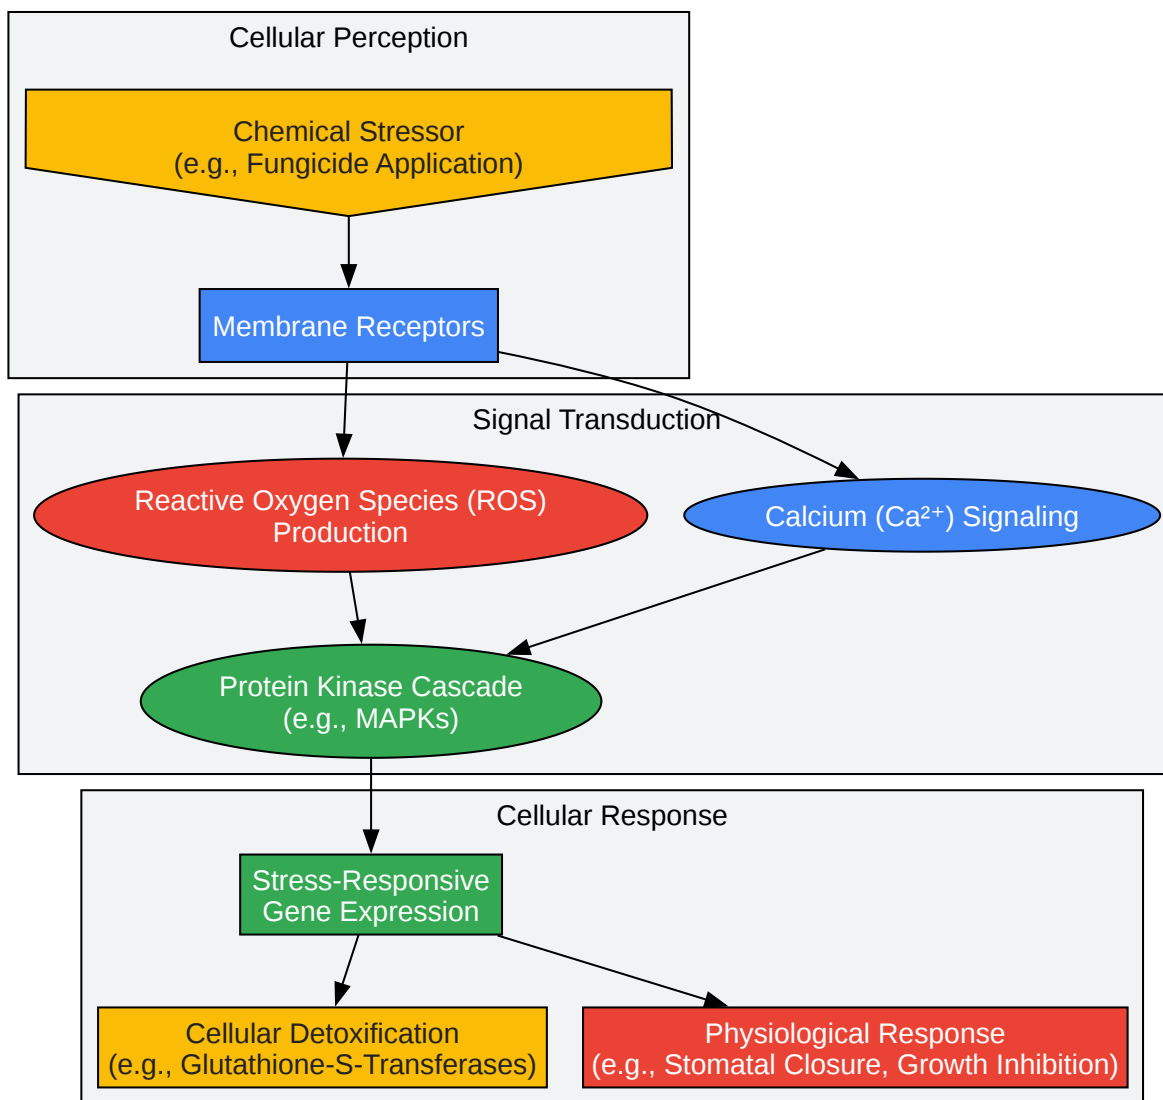 Cellular Perception
Chemical Stressor
(e.g., Fungicide Application)
Membrane Receptors
Signal Transduction
Reactive Oxygen Species (ROS)
Production
Calcium (Ca²⁺) Signaling
Protein Kinase Cascade
(e.g., MAPKs)
Cellular Response
Stress-Responsive
Gene Expression
Cellular Detoxification
(e.g., Glutathione-S-Transferases)
Physiological Response
(e.g., Stomatal Closure, Growth Inhibition)